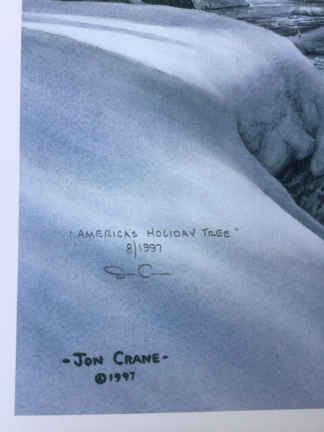 "AMERICA'S HOLIDAY TREE"
8/1997
-JON CRANE-
©1997